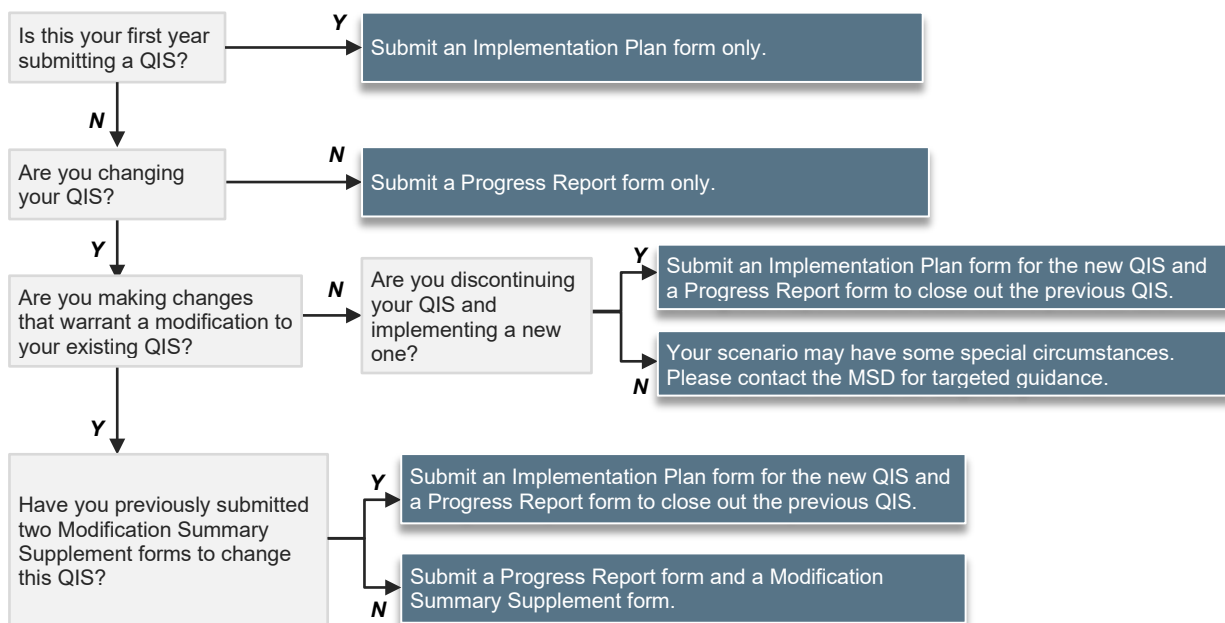 Is this your first year
submitting a QIS?
Y
Submit an Implementation Plan form only.
N
Are you changing
your QIS?
N
Submit a Progress Report form only.
Y
Are you making changes
that warrant a modification to
your existing QIS?
N
Are you discontinuing
your QIS and
implementing a new
one?
Y
Submit an Implementation Plan form for the new QIS and
a Progress Report form to close out the previous QIS.
N
Your scenario may have some special circumstances.
Please contact the MSD for targeted guidance.
Y
Have you previously submitted
two Modification Summary
Supplement forms to change
this QIS?
Y
Submit an Implementation Plan form for the new QIS and
a Progress Report form to close out the previous QIS.
N
Submit a Progress Report form and a Modification
Summary Supplement form.